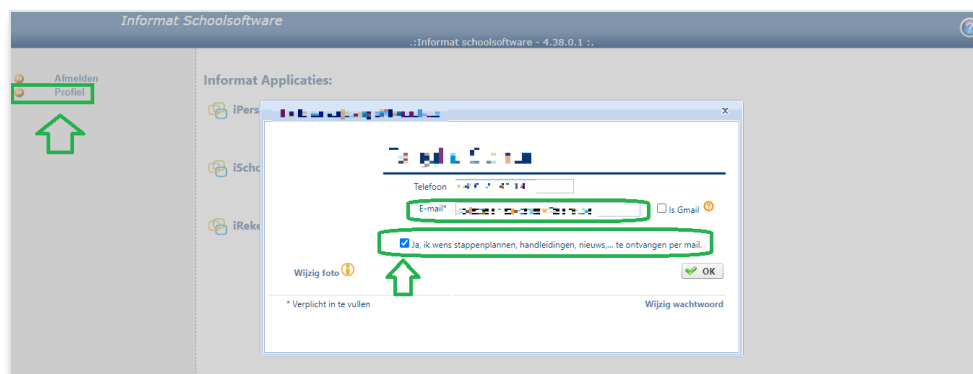 Informat Schoolsoftware
.:Informat schoolsoftware - 4.38.0.1 :.
Afmelden
Profiel
Informat Applicaties:
iPers
iScho
iReke
x
Telefoon
E-mail*
Is Gmail
Ja, ik wens stappenplannen, handleidingen, nieuws,... te ontvangen per mail.
Wijzig foto
OK
* Verplicht in te vullen
Wijzig wachtwoord